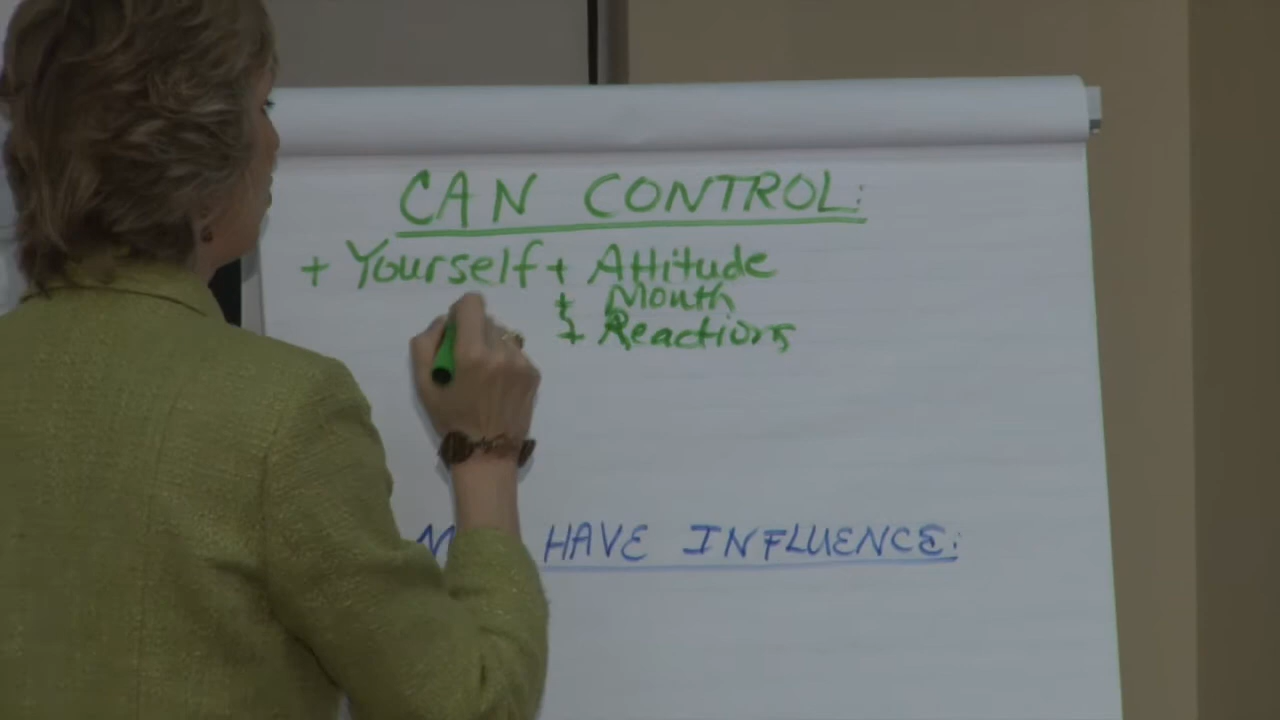 CAN CONTROL:
+ Yourself + Attitude
+ Mouth
+ Reactions
HAVE INFLUENCE: